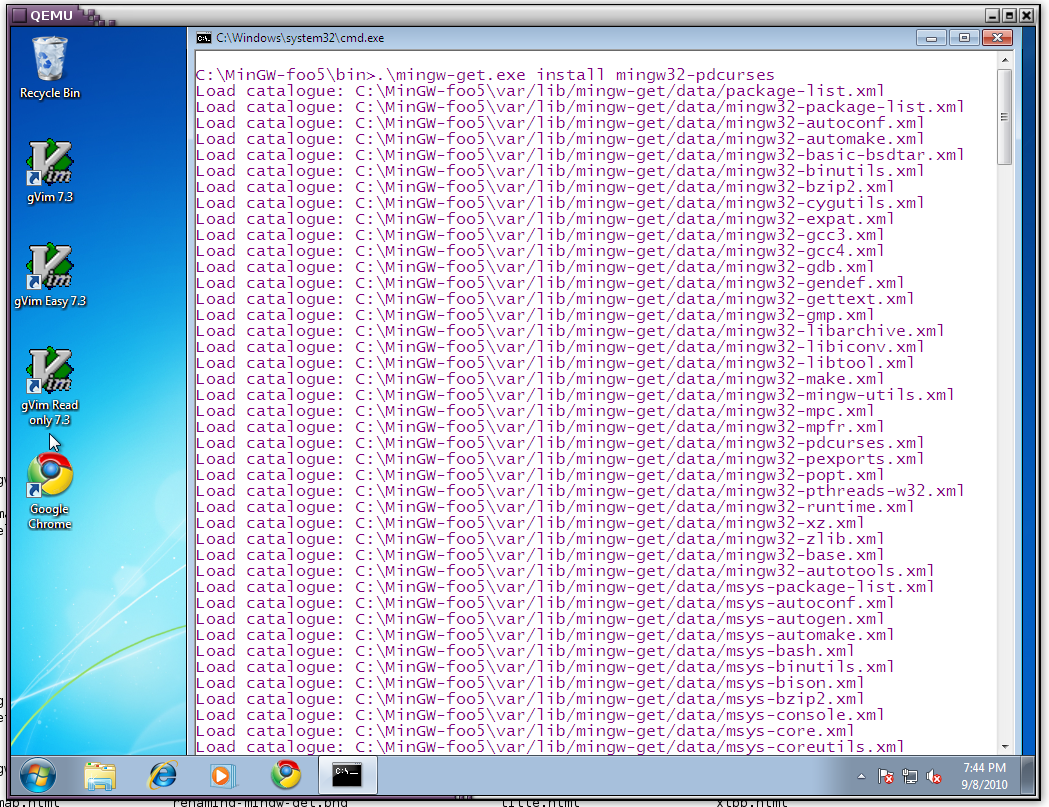 QEMU
C:\Windows\system32\cmd.exe
Recycle Bin
gVim 7.3
gVim Easy 7.3
gVim Read
only 7.3
Google
Chrome
C:\MinGW-foo5\bin>.\mingw-get.exe install mingw32-pdcurses
Load catalogue: C:\MinGW-foo5\var/lib/mingw-get/data/package-list.xml
Load catalogue: C:\MinGW-foo5\var/lib/mingw-get/data/mingw32-package-list.xml
Load catalogue: C:\MinGW-foo5\var/lib/mingw-get/data/mingw32-autoconf.xml
Load catalogue: C:\MinGW-foo5\var/lib/mingw-get/data/mingw32-automake.xml
Load catalogue: C:\MinGW-foo5\var/lib/mingw-get/data/mingw32-basic-bsdtar.xml
Load catalogue: C:\MinGW-foo5\var/lib/mingw-get/data/mingw32-binutils.xml
Load catalogue: C:\MinGW-foo5\var/lib/mingw-get/data/mingw32-bzip2.xml
Load catalogue: C:\MinGW-foo5\var/lib/mingw-get/data/mingw32-cygutils.xml
Load catalogue: C:\MinGW-foo5\var/lib/mingw-get/data/mingw32-expat.xml
Load catalogue: C:\MinGW-foo5\var/lib/mingw-get/data/mingw32-gcc3.xml
Load catalogue: C:\MinGW-foo5\var/lib/mingw-get/data/mingw32-gcc4.xml
Load catalogue: C:\MinGW-foo5\var/lib/mingw-get/data/mingw32-gdb.xml
Load catalogue: C:\MinGW-foo5\var/lib/mingw-get/data/mingw32-gendef.xml
Load catalogue: C:\MinGW-foo5\var/lib/mingw-get/data/mingw32-gettext.xml
Load catalogue: C:\MinGW-foo5\var/lib/mingw-get/data/mingw32-gmp.xml
Load catalogue: C:\MinGW-foo5\var/lib/mingw-get/data/mingw32-libarchive.xml
Load catalogue: C:\MinGW-foo5\var/lib/mingw-get/data/mingw32-libiconv.xml
Load catalogue: C:\MinGW-foo5\var/lib/mingw-get/data/mingw32-libtool.xml
Load catalogue: C:\MinGW-foo5\var/lib/mingw-get/data/mingw32-make.xml
Load catalogue: C:\MinGW-foo5\var/lib/mingw-get/data/mingw32-mingw-utils.xml
Load catalogue: C:\MinGW-foo5\var/lib/mingw-get/data/mingw32-mpc.xml
Load catalogue: C:\MinGW-foo5\var/lib/mingw-get/data/mingw32-mpfr.xml
Load catalogue: C:\MinGW-foo5\var/lib/mingw-get/data/mingw32-pdcurses.xml
Load catalogue: C:\MinGW-foo5\var/lib/mingw-get/data/mingw32-pexports.xml
Load catalogue: C:\MinGW-foo5\var/lib/mingw-get/data/mingw32-popt.xml
Load catalogue: C:\MinGW-foo5\var/lib/mingw-get/data/mingw32-pthreads-w32.xml
Load catalogue: C:\MinGW-foo5\var/lib/mingw-get/data/mingw32-runtime.xml
Load catalogue: C:\MinGW-foo5\var/lib/mingw-get/data/mingw32-xz.xml
Load catalogue: C:\MinGW-foo5\var/lib/mingw-get/data/mingw32-zlib.xml
Load catalogue: C:\MinGW-foo5\var/lib/mingw-get/data/mingw32-base.xml
Load catalogue: C:\MinGW-foo5\var/lib/mingw-get/data/mingw32-autotools.xml
Load catalogue: C:\MinGW-foo5\var/lib/mingw-get/data/msys-package-list.xml
Load catalogue: C:\MinGW-foo5\var/lib/mingw-get/data/msys-autoconf.xml
Load catalogue: C:\MinGW-foo5\var/lib/mingw-get/data/msys-autogen.xml
Load catalogue: C:\MinGW-foo5\var/lib/mingw-get/data/msys-automake.xml
Load catalogue: C:\MinGW-foo5\var/lib/mingw-get/data/msys-bash.xml
Load catalogue: C:\MinGW-foo5\var/lib/mingw-get/data/msys-binutils.xml
Load catalogue: C:\MinGW-foo5\var/lib/mingw-get/data/msys-bison.xml
Load catalogue: C:\MinGW-foo5\var/lib/mingw-get/data/msys-bzip2.xml
Load catalogue: C:\MinGW-foo5\var/lib/mingw-get/data/msys-console.xml
Load catalogue: C:\MinGW-foo5\var/lib/mingw-get/data/msys-core.xml
Load catalogue: C:\MinGW-foo5\var/lib/mingw-get/data/msys-coreutils.xml
7:44 PM
9/8/2010